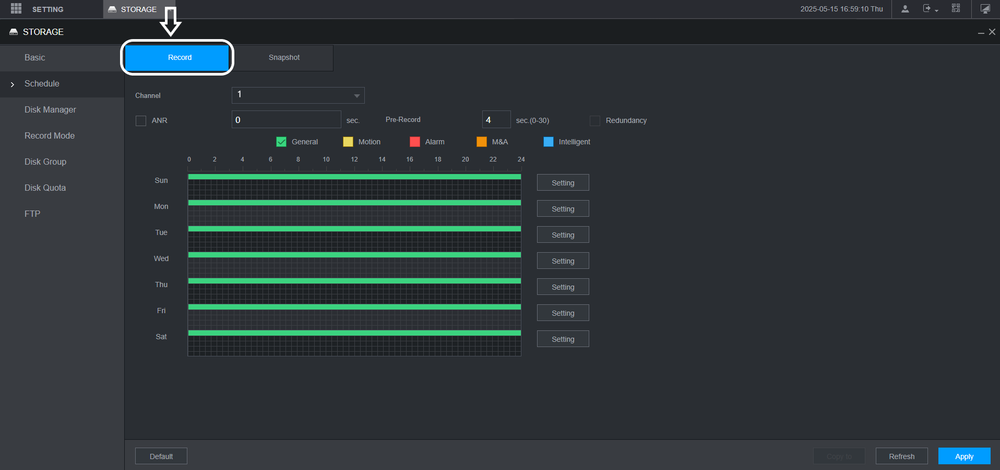 SETTING STORAGE 2025-05-15 16:59:10 Thu
STORAGE
Basic
Schedule
Disk Manager
Record Mode
Disk Group
Disk Quota
FTP
Record Snapshot
Channel 1
ANR 0 sec. Pre-Record 4 sec.(0-30) Redundancy
General Motion Alarm M&A Intelligent
0 2 4 6 8 10 12 14 16 18 20 22 24
Sun Setting
Mon Setting
Tue Setting
Wed Setting
Thu Setting
Fri Setting
Sat Setting
Default Copy to Refresh Apply